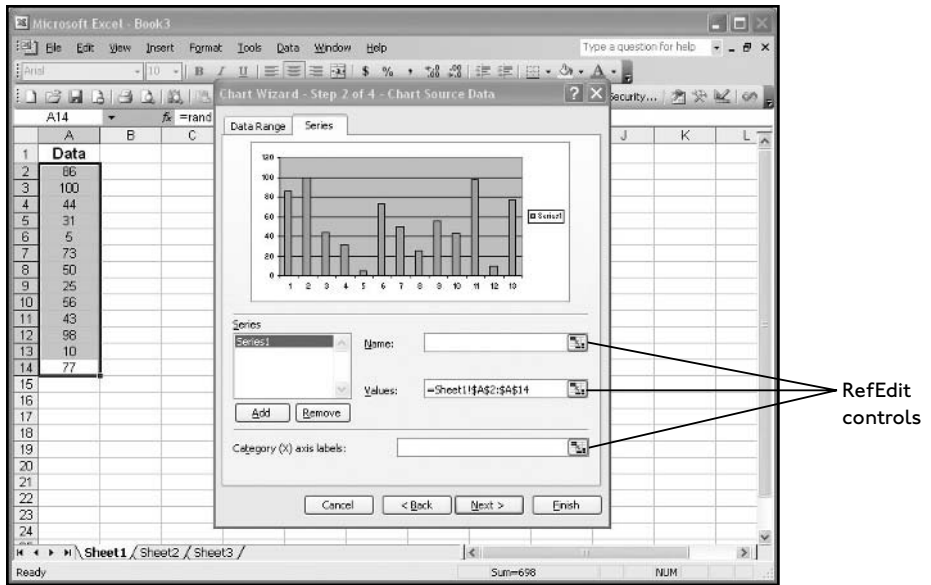 Microsoft Excel - Book3
File Edit View Insert Format Tools Data Window Help Type a question for help
Arial 10 B I U $ % ,
Chart Wizard - Step 2 of 4 - Chart Source Data
Security...
A14 fx =rand
Data Range Series
A B C J K L
1 Data
2 86
3 100
4 44
5 31
6 5
7 73
8 50
9 25
10 56
11 43
12 98
13 10
14 77
15
16
17
18
19
20
21
22
23
24
120
100
80
60
40
20
0
1 2 3 4 5 6 7 8 9 10 11 12 13
Series1
Series
Series1
Name:
Values: =Sheet1!$A$2:$A$14
Add Remove
Category (X) axis labels:
Cancel < Back Next > Finish
RefEdit
controls
Sheet1 / Sheet2 / Sheet3 /
Ready Sum=698 NUM